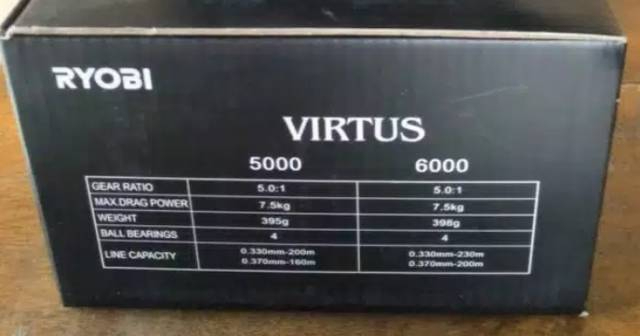 RYOBI
VIRTUS
5000 6000
GEAR RATIO 5.0:1 5.0:1
MAX.DRAG POWER 7.5kg 7.5kg
WEIGHT 395g 398g
BALL BEARINGS 4 4
LINE CAPACITY 0.330mm-200m 0.330mm-230m
0.370mm-160m 0.370mm-200m